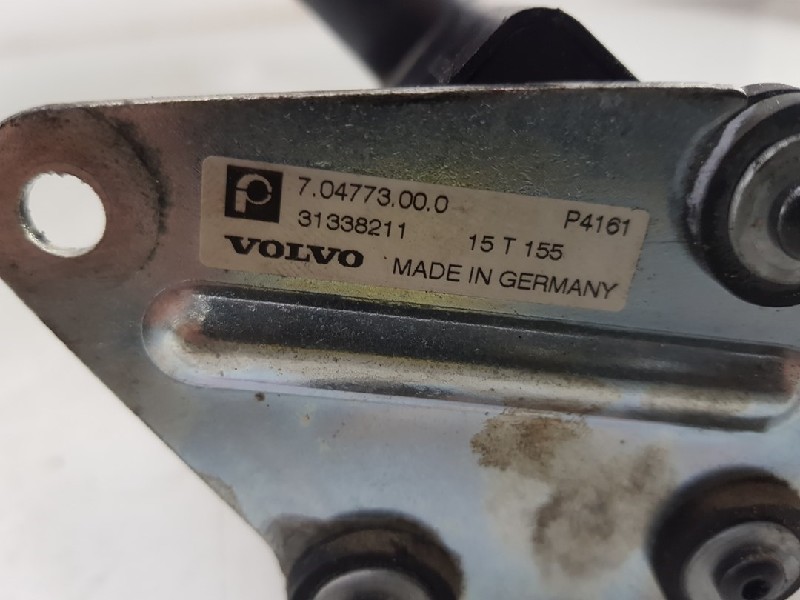 7.04773.00.0
31338211 15 T 155 P4161
VOLVO MADE IN GERMANY